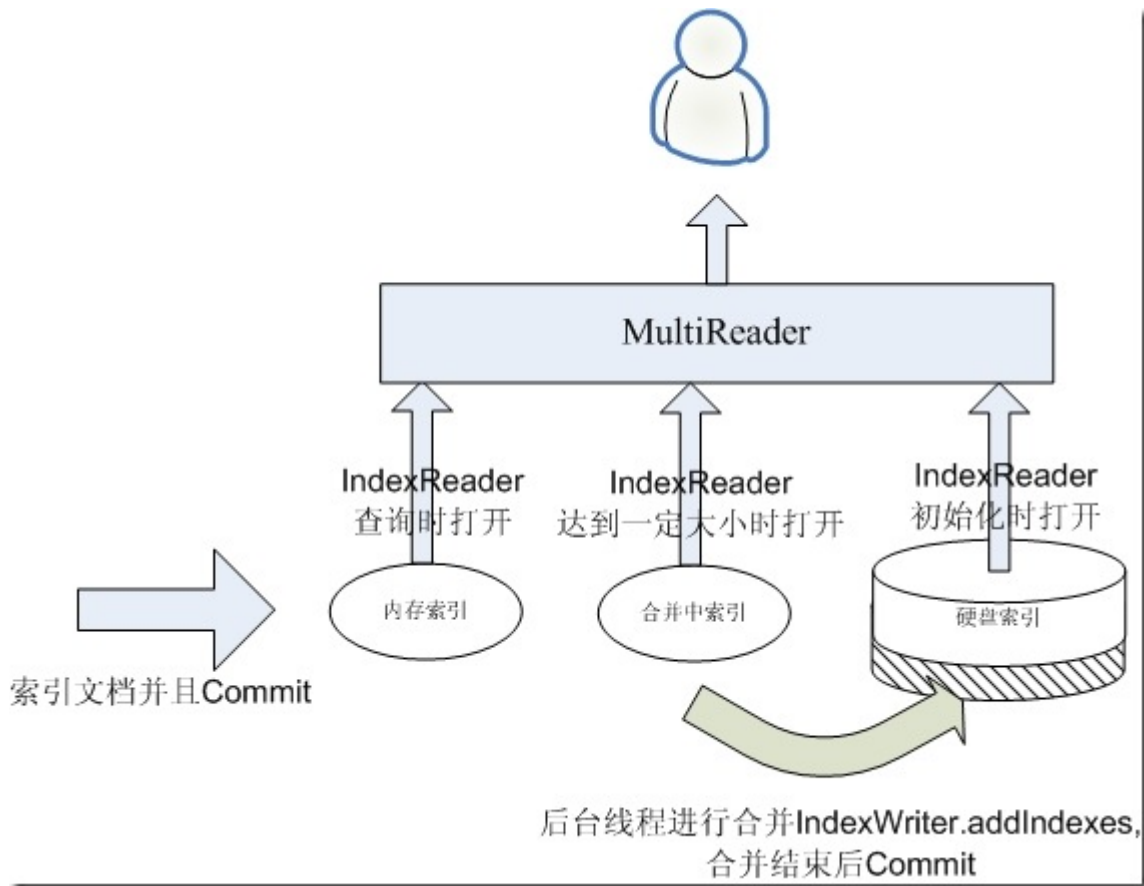 MultiReader
IndexReader
查询时打开
IndexReader
达到一定大小时打开
IndexReader
初始化时打开
内存索引
合并中索引
硬盘索引
索引文档并且Commit
后台线程进行合并IndexWriter.addIndexes,
合并结束后Commit